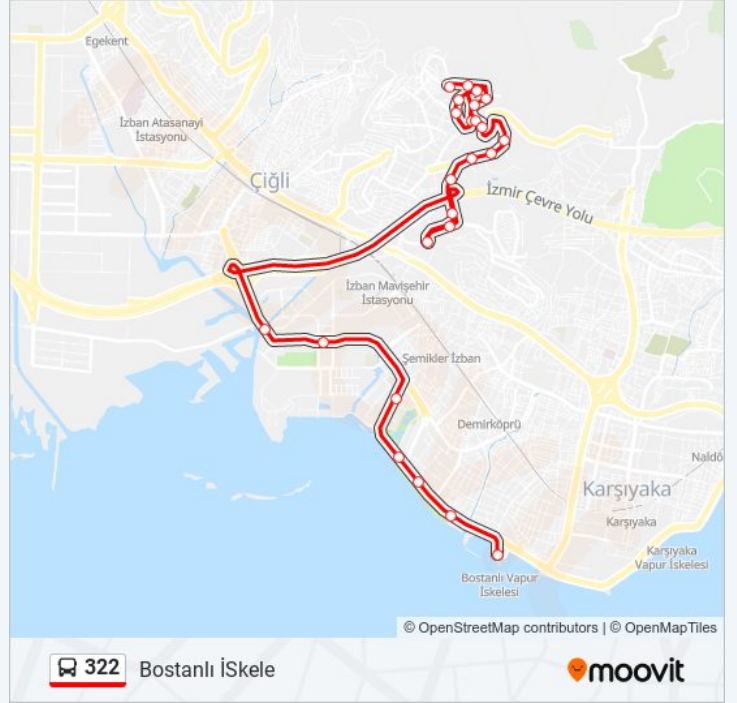 Egekent
İzban Atasanayi
İstasyonu
Çiğli
İzmir Çevre Yolu
İzban Mavişehir
İstasyonu
Şemikler İzban
Demirköprü
Naldö
Karşıyaka
Karşıyaka
Karşıyaka
Vapur İskelesi
Bostanlı Vapur
İskelesi
© OpenStreetMap contributors | © OpenMapTiles
322 Bostanlı İSkele
moovit